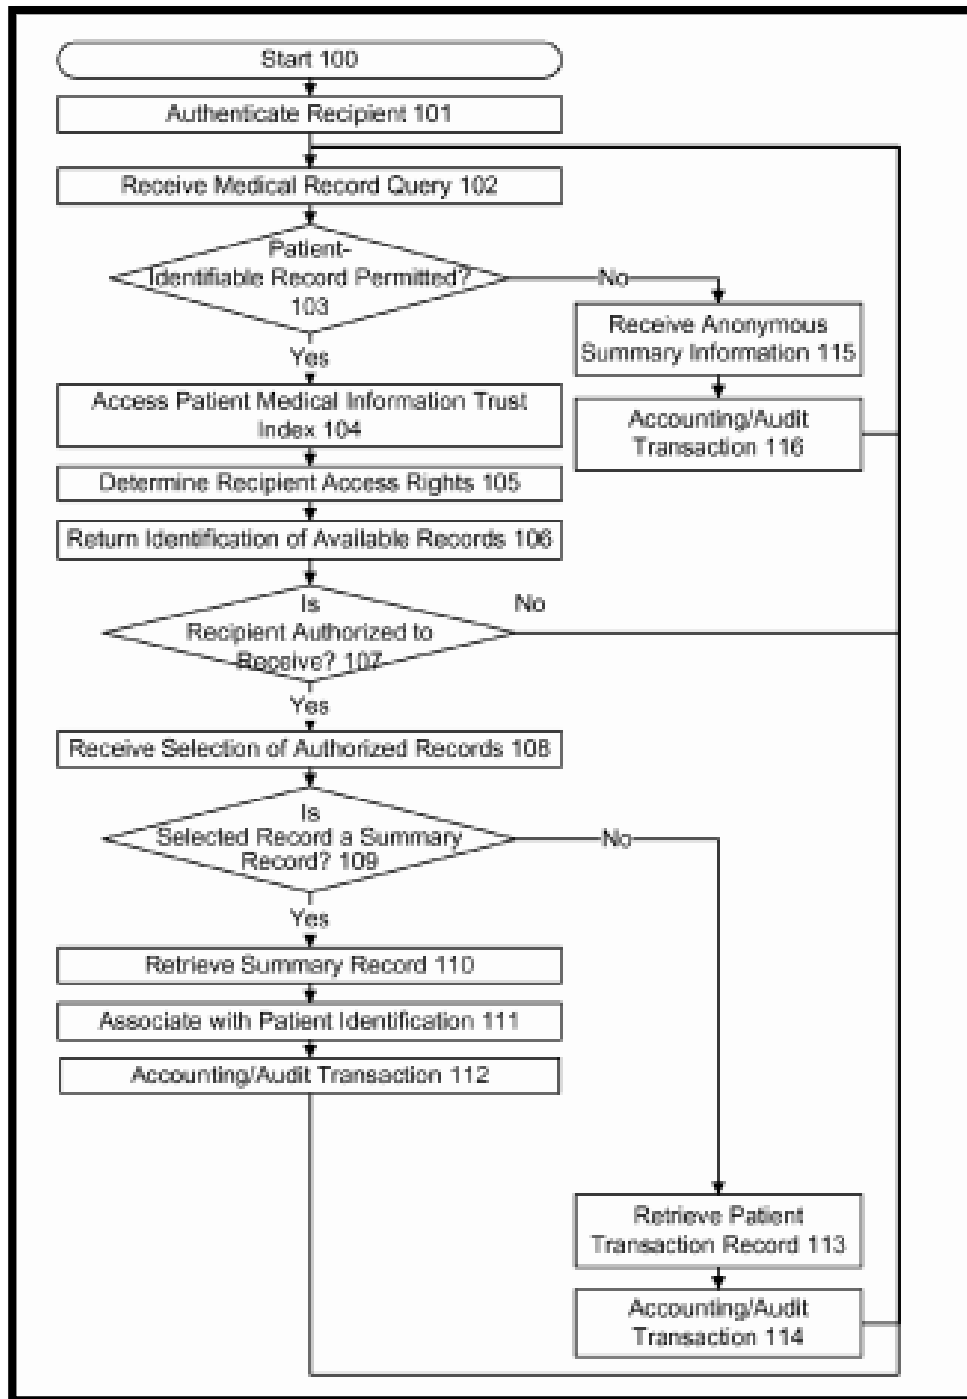 Start 100
Authenticate Recipient 101
Receive Medical Record Query 102
Patient-
Identifiable Record Permitted?
103
No
Receive Anonymous
Summary Information 115
Yes
Access Patient Medical Information Trust
Index 104
Accounting/Audit
Transaction 116
Determine Recipient Access Rights 105
Return Identification of Available Records 106
Is
Recipient Authorized to
Receive? 107
No
Yes
Receive Selection of Authorized Records 108
Is
Selected Record a Summary
Record? 109
No
Yes
Retrieve Summary Record 110
Associate with Patient Identification 111
Accounting/Audit Transaction 112
Retrieve Patient
Transaction Record 113
Accounting/Audit
Transaction 114